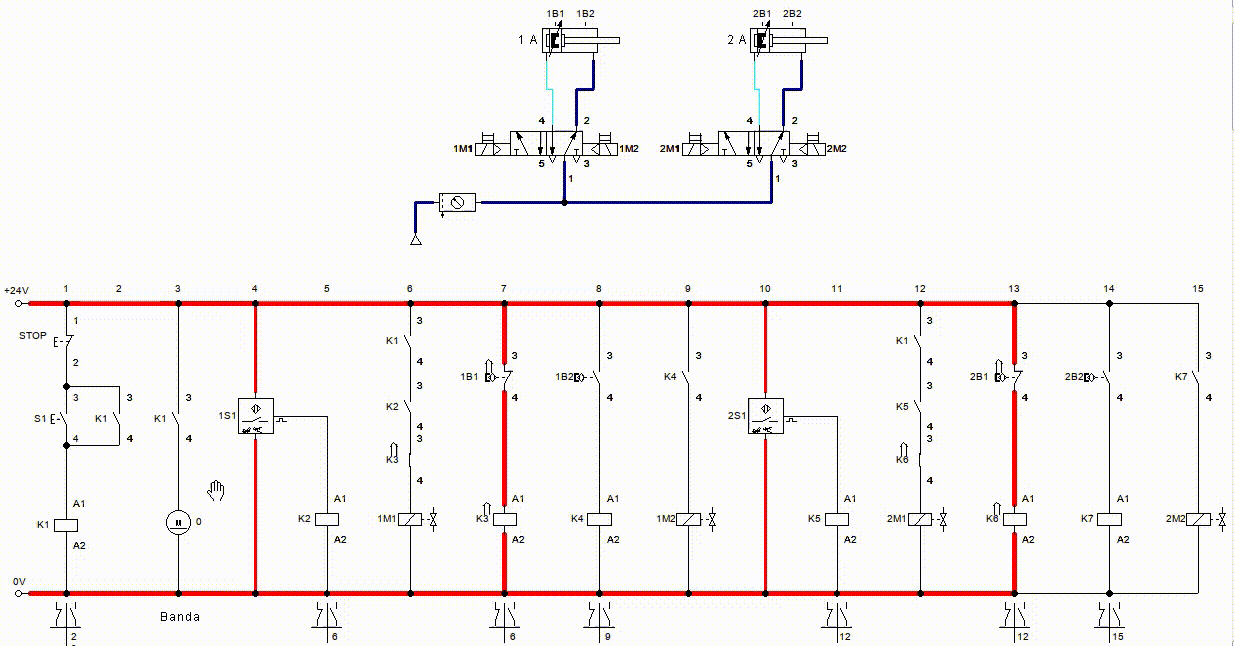 1B1 1B2 2B1 2B2
1 A 2 A
4 2 4 2
1M1 1M2 2M1 2M2
5 3 5 3
1 1
+24V 1 2 3 4 5 6 7 8 9 10 11 12 13 14 15
1 3 3
STOP K1 K1
2 4 3 3 3 4 3 3 3
1B1 1B2 K4 2B1 2B2 K7
3 3 3 3 4 4 4 3 4 4 4
K2 K5
S1 K1 K1 1S1 2S1
4 4 4 4 4
3 3
K3 K6
4 4
A1 A1 A1 A1 A1 A1 A1
K1 0 K2 1M1 K3 K4 1M2 K5 2M1 K6 K7 2M2
A2 A2 A2 A2 A2 A2 A2
0V
Banda
2 6 6 9 12 12 15